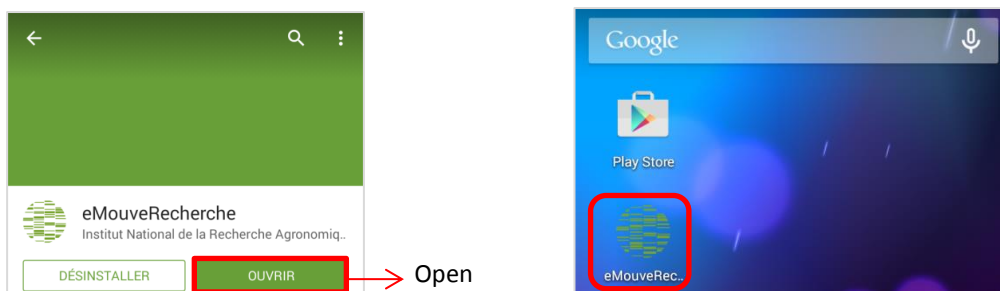 eMouveRecherche
Institut National de la Recherche Agronomiq..
DÉSINSTALLER
OUVRIR
Open
Google
Play Store
eMouveRec..